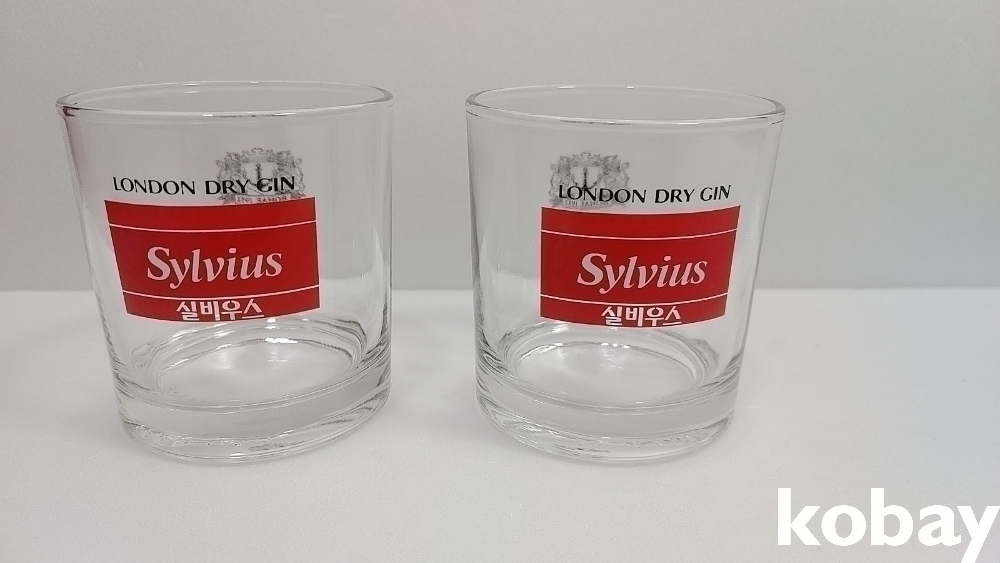 LONDON DRY GIN
Sylvius
실비우스
LONDON DRY GIN
Sylvius
실비우스
kobay